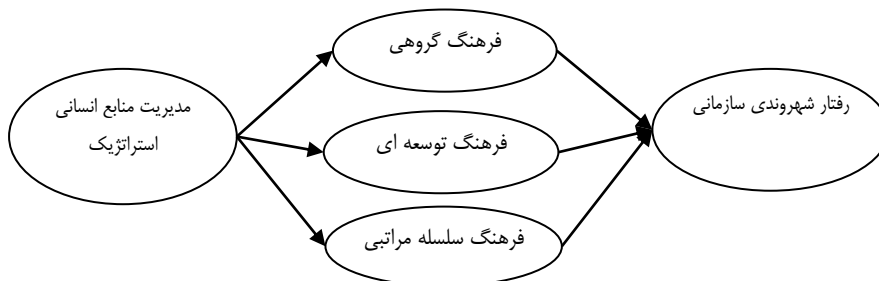 فرهنگ گروهی
مدیریت منابع انسانی
استراتژیک
رفتار شهروندی سازمانی
فرهنگ توسعه ای
فرهنگ سلسله مراتبی